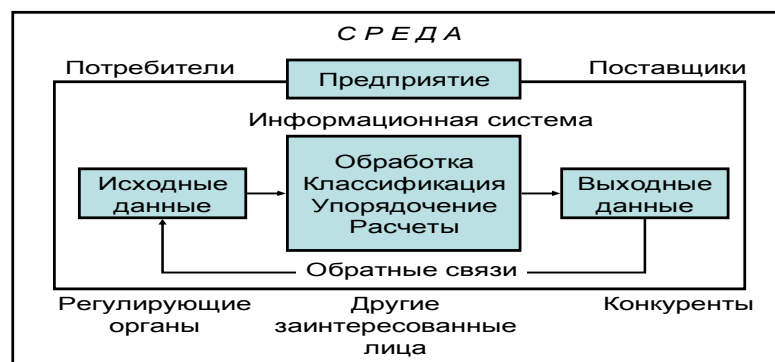 С Р Е Д А
Потребители
Предприятие
Поставщики
Информационная система
Исходные
данные
Обработка
Классификация
Упорядочение
Расчеты
Выходные
данные
Обратные связи
Регулирующие
органы
Другие
заинтересованные
лица
Конкуренты